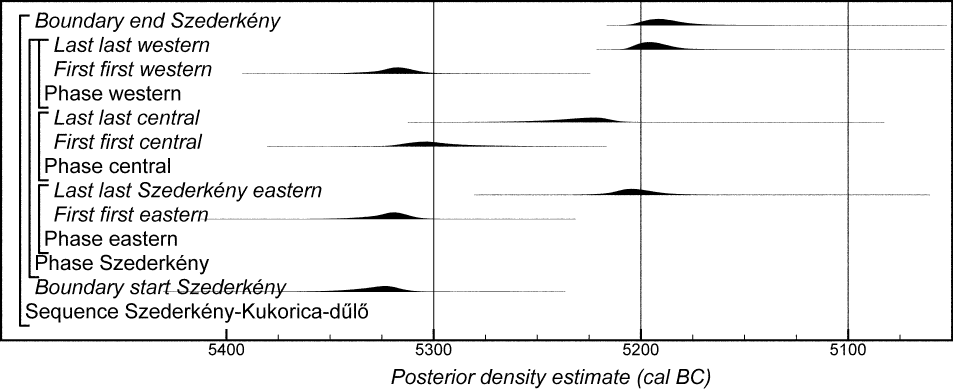 Boundary end Szederkény
Last last western
First first western
Phase western
Last last central
First first central
Phase central
Last last Szederkény eastern
First first eastern
Phase eastern
Phase Szederkény
Boundary start Szederkény
Sequence Szederkény-Kukorica-dűlő
5400 5300 5200 5100
Posterior density estimate (cal BC)